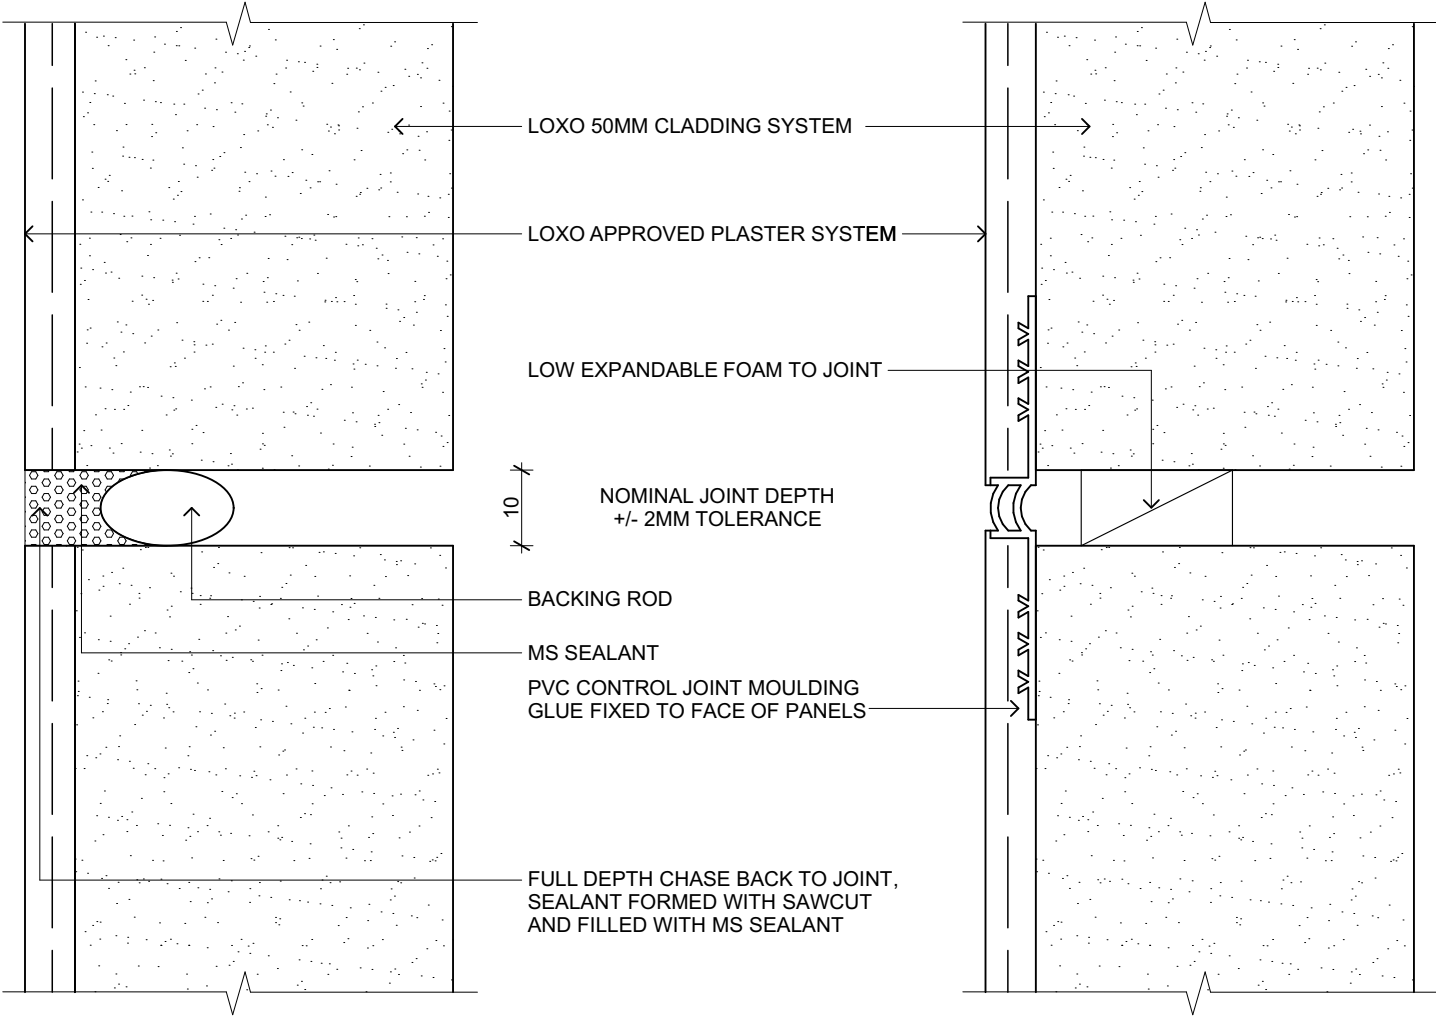 LOXO 50MM CLADDING SYSTEM
LOXO APPROVED PLASTER SYSTEM
LOW EXPANDABLE FOAM TO JOINT
10
NOMINAL JOINT DEPTH
+/- 2MM TOLERANCE
BACKING ROD
MS SEALANT
PVC CONTROL JOINT MOULDING
GLUE FIXED TO FACE OF PANELS
FULL DEPTH CHASE BACK TO JOINT,
SEALANT FORMED WITH SAWCUT
AND FILLED WITH MS SEALANT